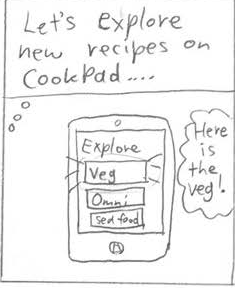 Let's explore
new recipes on
CookPad....
Explore
Veg
Omni
Sea food
Here
is
the
veg!